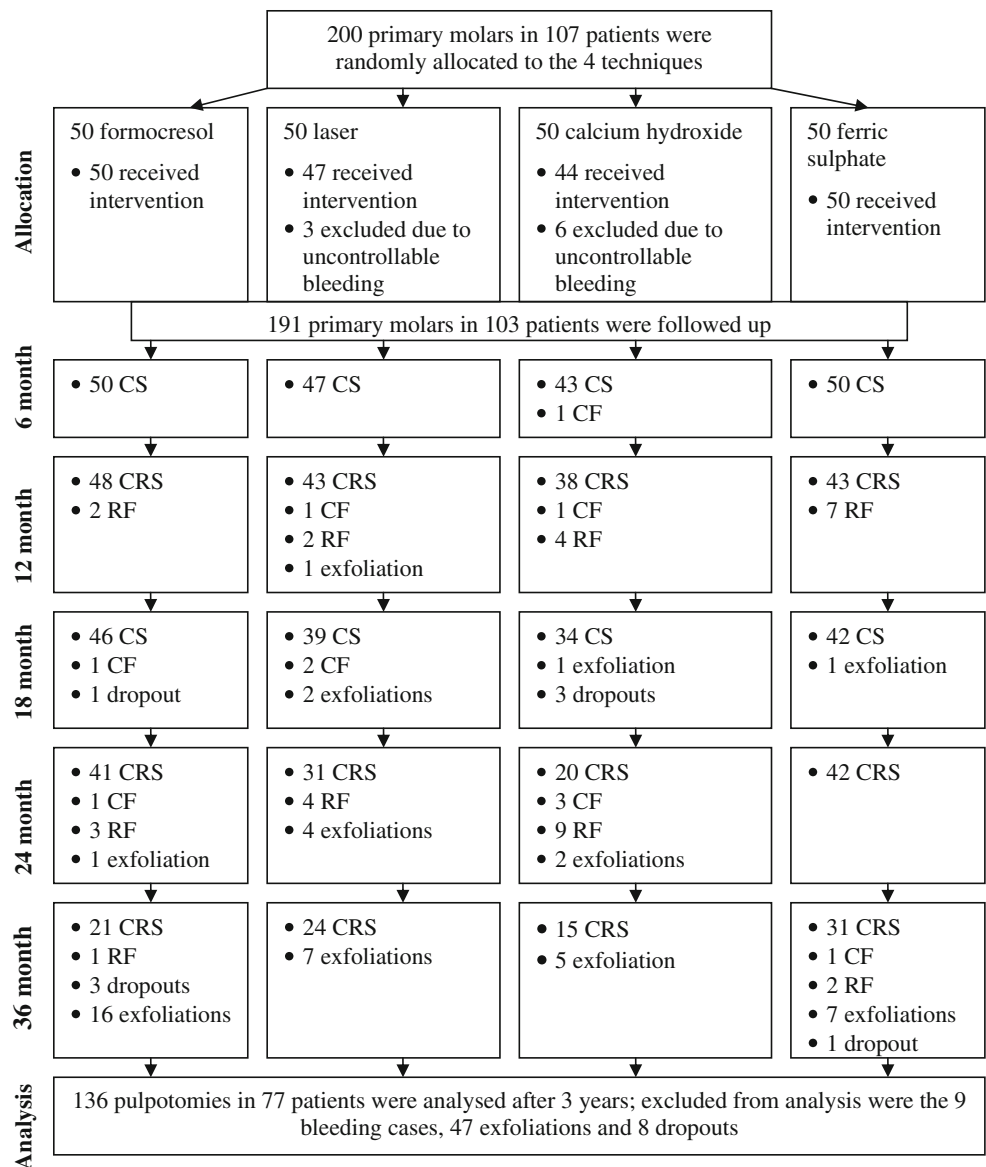 200 primary molars in 107 patients were
randomly allocated to the 4 techniques
Allocation
50 formocresol
• 50 received
intervention
50 laser
• 47 received
intervention
• 3 excluded due to
uncontrollable
bleeding
50 calcium hydroxide
• 44 received
intervention
• 6 excluded due to
uncontrollable
bleeding
50 ferric
sulphate
• 50 received
intervention
191 primary molars in 103 patients were followed up
6 month
• 50 CS
• 47 CS
• 43 CS
• 1 CF
• 50 CS
12 month
• 48 CRS
• 2 RF
• 43 CRS
• 1 CF
• 2 RF
• 1 exfoliation
• 38 CRS
• 1 CF
• 4 RF
• 43 CRS
• 7 RF
18 month
• 46 CS
• 1 CF
• 1 dropout
• 39 CS
• 2 CF
• 2 exfoliations
• 34 CS
• 1 exfoliation
• 3 dropouts
• 42 CS
• 1 exfoliation
24 month
• 41 CRS
• 1 CF
• 3 RF
• 1 exfoliation
• 31 CRS
• 4 RF
• 4 exfoliations
• 20 CRS
• 3 CF
• 9 RF
• 2 exfoliations
• 42 CRS
36 month
• 21 CRS
• 1 RF
• 3 dropouts
• 16 exfoliations
• 24 CRS
• 7 exfoliations
• 15 CRS
• 5 exfoliation
• 31 CRS
• 1 CF
• 2 RF
• 7 exfoliations
• 1 dropout
Analysis
136 pulpotomies in 77 patients were analysed after 3 years; excluded from analysis were the 9
bleeding cases, 47 exfoliations and 8 dropouts